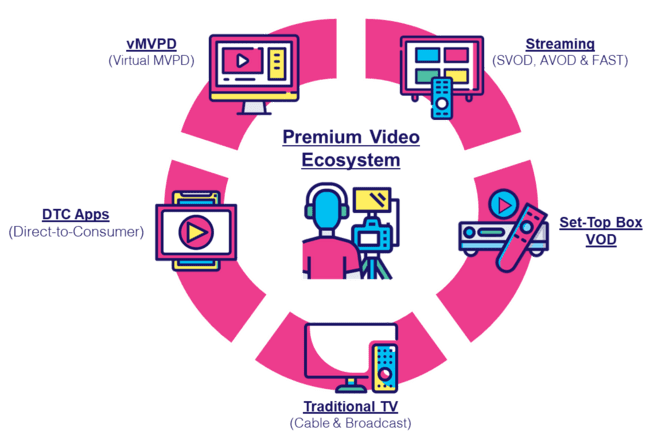 vMVPD
(Virtual MVPD)
Streaming
(SVOD, AVOD & FAST)
Premium Video
Ecosystem
DTC Apps
(Direct-to-Consumer)
Set-Top Box
VOD
Traditional TV
(Cable & Broadcast)